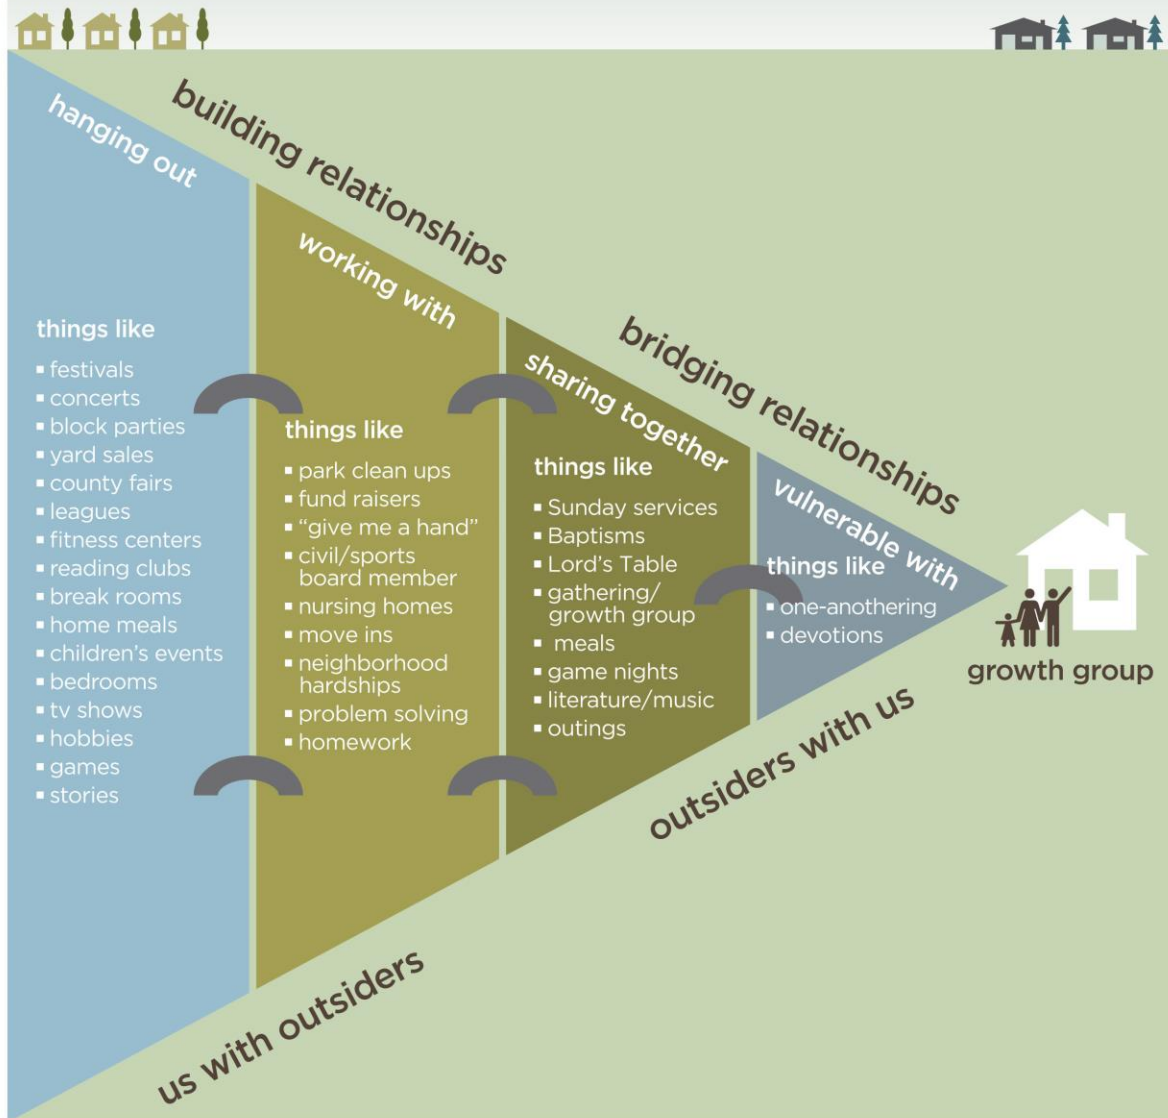 building relationships
bridging relationships
hanging out
things like
▪ festivals
▪ concerts
▪ block parties
▪ yard sales
▪ county fairs
▪ leagues
▪ fitness centers
▪ reading clubs
▪ break rooms
▪ home meals
▪ children's events
▪ bedrooms
▪ tv shows
▪ hobbies
▪ games
▪ stories
working with
things like
▪ park clean ups
▪ fund raisers
▪ "give me a hand"
▪ civil/sports
board member
▪ nursing homes
▪ move ins
▪ neighborhood
hardships
▪ problem solving
▪ homework
sharing together
things like
▪ Sunday services
▪ Baptisms
▪ Lord's Table
▪ gathering/
growth group
▪ meals
▪ game nights
▪ literature/music
▪ outings
vulnerable with
things like
▪ one-anothering
▪ devotions
growth group
us with outsiders
outsiders with us